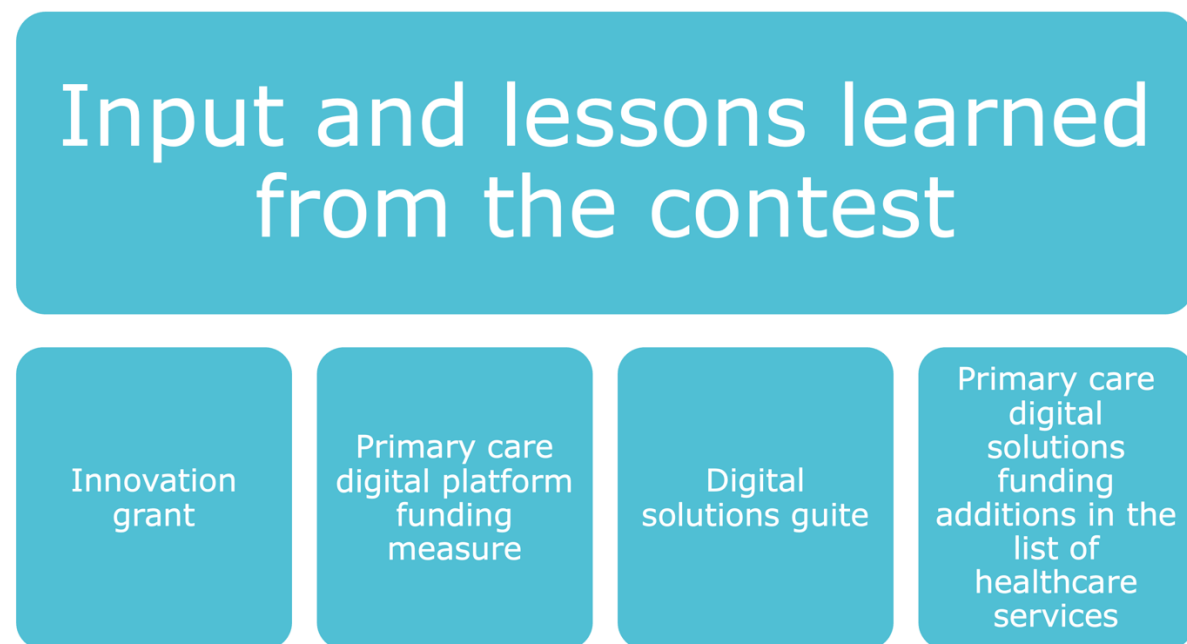 Input and lessons learned
from the contest
Innovation
grant
Primary care
digital platform
funding
measure
Digital
solutions guite
Primary care
digital
solutions
funding
additions in the
list of
healthcare
services